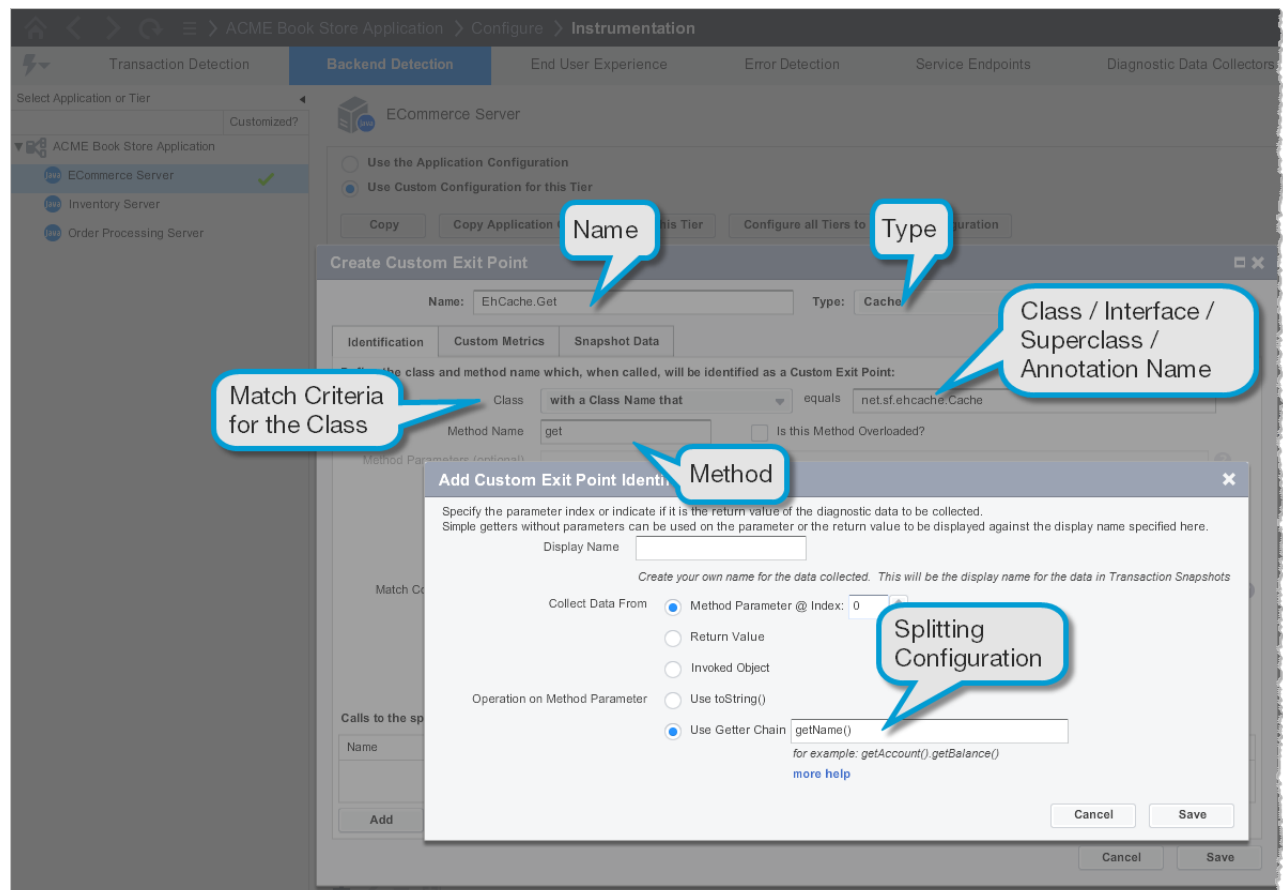 ACME Book Store Application > Configure > Instrumentation
Transaction Detection Backend Detection End User Experience Error Detection Service Endpoints Diagnostic Data Collectors
Select Application or Tier
Customized?
ACME Book Store Application
ECommerce Server
Inventory Server
Order Processing Server
ECommerce Server
Use the Application Configuration
Use Custom Configuration for this Tier
Copy Copy Application this Tier Configure all Tiers to
Name
Type
Create Custom Exit Point
Name: EhCache.Get Type: Cache
Class / Interface /
Superclass /
Annotation Name
Identification Custom Metrics Snapshot Data
the class and method name which, when called, will be identified as a Custom Exit Point:
Match Criteria
for the Class
Class with a Class Name that equals net.sf.ehcache.Cache
Method Name get Is this Method Overloaded?
Method Parameters (optional)
Method
Add Custom Exit Point
Specify the parameter index or indicate if it is the return value of the diagnostic data to be collected.
Simple getters without parameters can be used on the parameter or the return value to be displayed against the display name specified here.
Display Name
Create your own name for the data collected. This will be the display name for the data in Transaction Snapshots
Match
Collect Data From Method Parameter @ Index: 0
Return Value
Invoked Object
Splitting
Configuration
Operation on Method Parameter Use toString()
Use Getter Chain getName()
for example: getAccount().getBalance()
more help
Calls to the
Name
Add
Cancel Save
Cancel Save